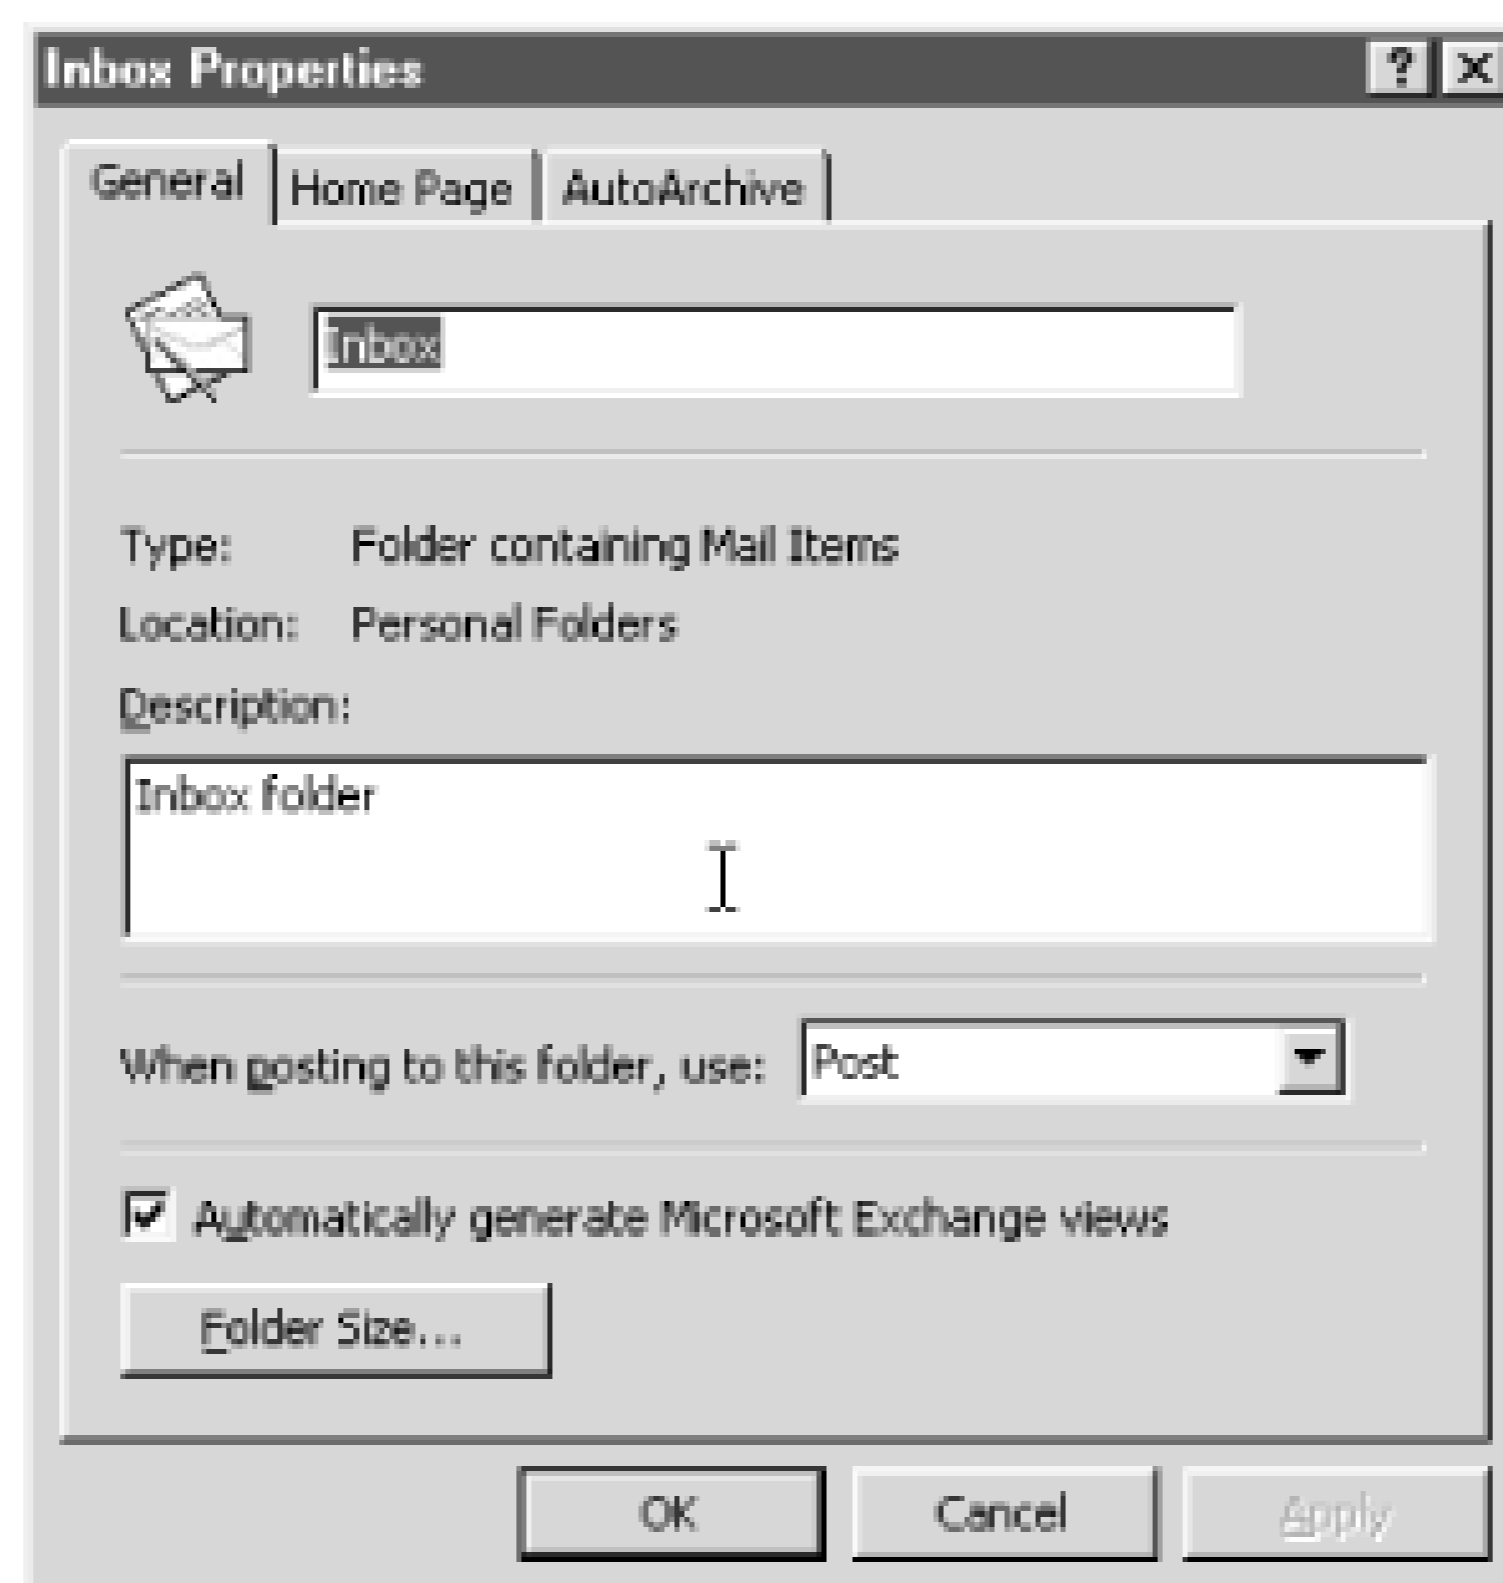 Inbox Properties
General Home Page AutoArchive
Inbox
Type: Folder containing Mail Items
Location: Personal Folders
Description:
Inbox folder
When posting to this folder, use: Post
Automatically generate Microsoft Exchange views
Folder Size...
OK Cancel Apply